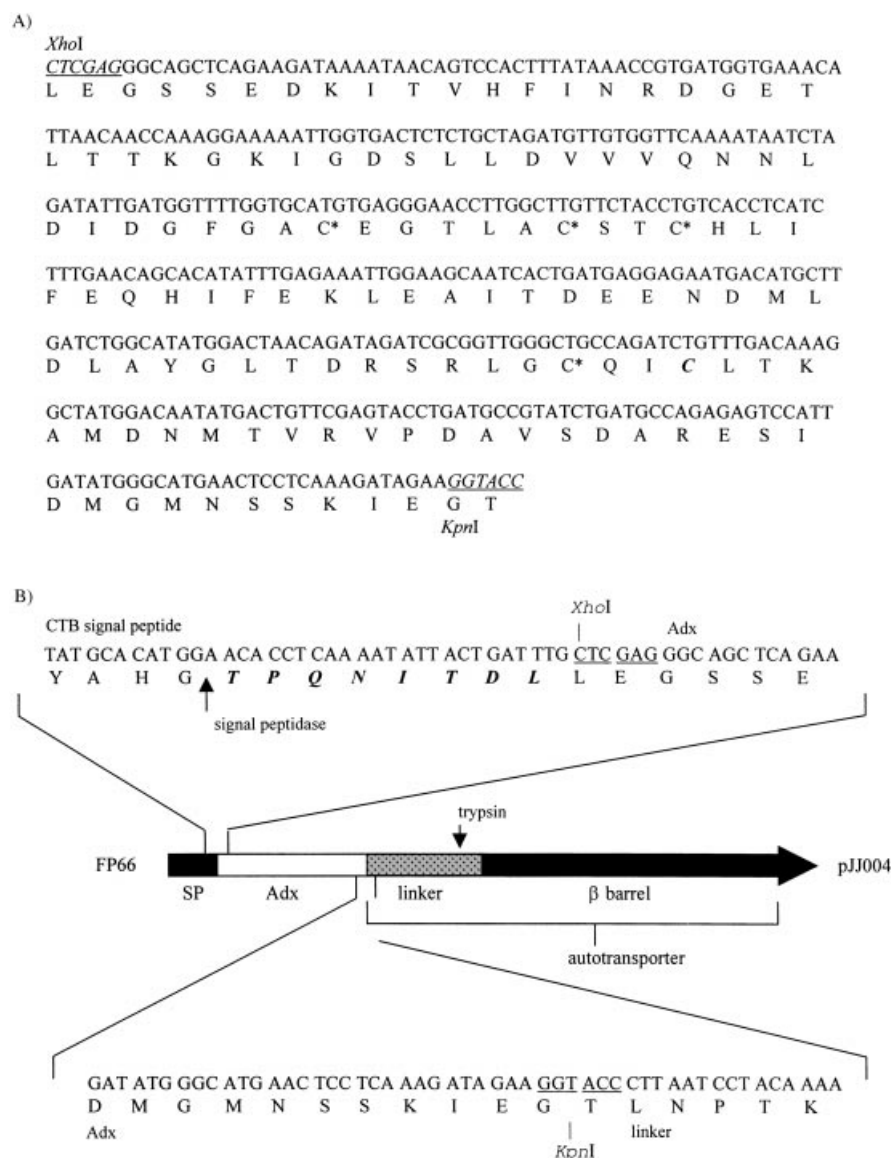 A)
XhoI
CTCGAGGGCAGCTCAGAAGATAAAATAACAGTCCACTTTATAAACCGTGATGGTGAAACA
L E G S S E D K I T V H F I N R D G E T
TTAACAACCAAAGGAAAAATTGGTGACTCTCTGCTAGATGTTGTGGTTCAAAATAATCTA
L T T K G K I G D S L L D V V V Q N N L
GATATTGATGGTTTTGGTGCATGTGAGGGAACCTTGGCTTGTTCTACCTGTCACCTCATC
D I D G F G A C* E G T L A C* S T C* H L I
TTTGAACAGCACATATTTGAGAAATTGGAAGCAATCACTGATGAGGAGAATGACATGCTT
F E Q H I F E K L E A I T D E E N D M L
GATCTGGCATATGGACTAACAGATAGATCGCGGTTGGGCTGCCAGATCTGTTTGACAAAG
D L A Y G L T D R S R L G C* Q I C L T K
GCTATGGACAATATGACTGTTCGAGTACCTGATGCCGTATCTGATGCCAGAGAGTCCATT
A M D N M T V R V P D A V S D A R E S I
GATATGGGCATGAACTCCTCAAAGATAGAAGGTACC
D M G M N S S K I E G T
KpnI
B)
XhoI
CTB signal peptide Adx
TAT GCA CAT GGA ACA CCT CAA AAT ATT ACT GAT TTG CTC GAG GGC AGC TCA GAA
Y A H G T P Q N I T D L L E G S S E
signal peptidase
trypsin
FP66 pJJ004
SP Adx linker β barrel
autotransporter
GAT ATG GGC ATG AAC TCC TCA AAG ATA GAA GGT ACC CTT AAT CCT ACA AAA
D M G M N S S K I E G T L N P T K
Adx linker
KpnI